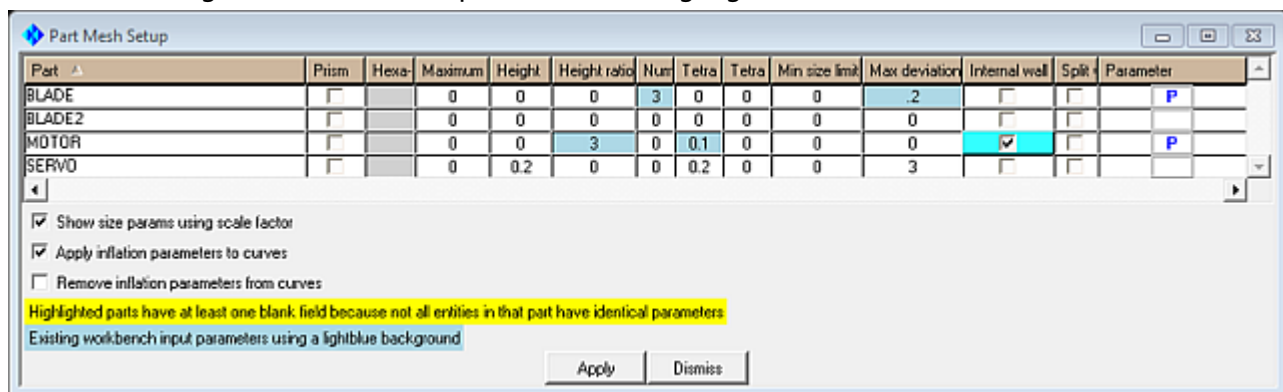 Part Mesh Setup
Part Prism Hexa- Maximum Height Height ratio Num Tetra Tetra Min size limit Max deviation Internal wall Split Parameter
BLADE 0 0 0 3 0 0 0 .2 P
BLADE2 0 0 0 0 0 0 0 0
MOTOR 0 0 3 0 0.1 0 0 0 P
SERVO 0 0.2 0 0 0.2 0 0 3
Show size params using scale factor
Apply inflation parameters to curves
Remove inflation parameters from curves
Highlighted parts have at least one blank field because not all entities in that part have identical parameters
Existing workbench input parameters using a lightblue background
Apply Dismiss